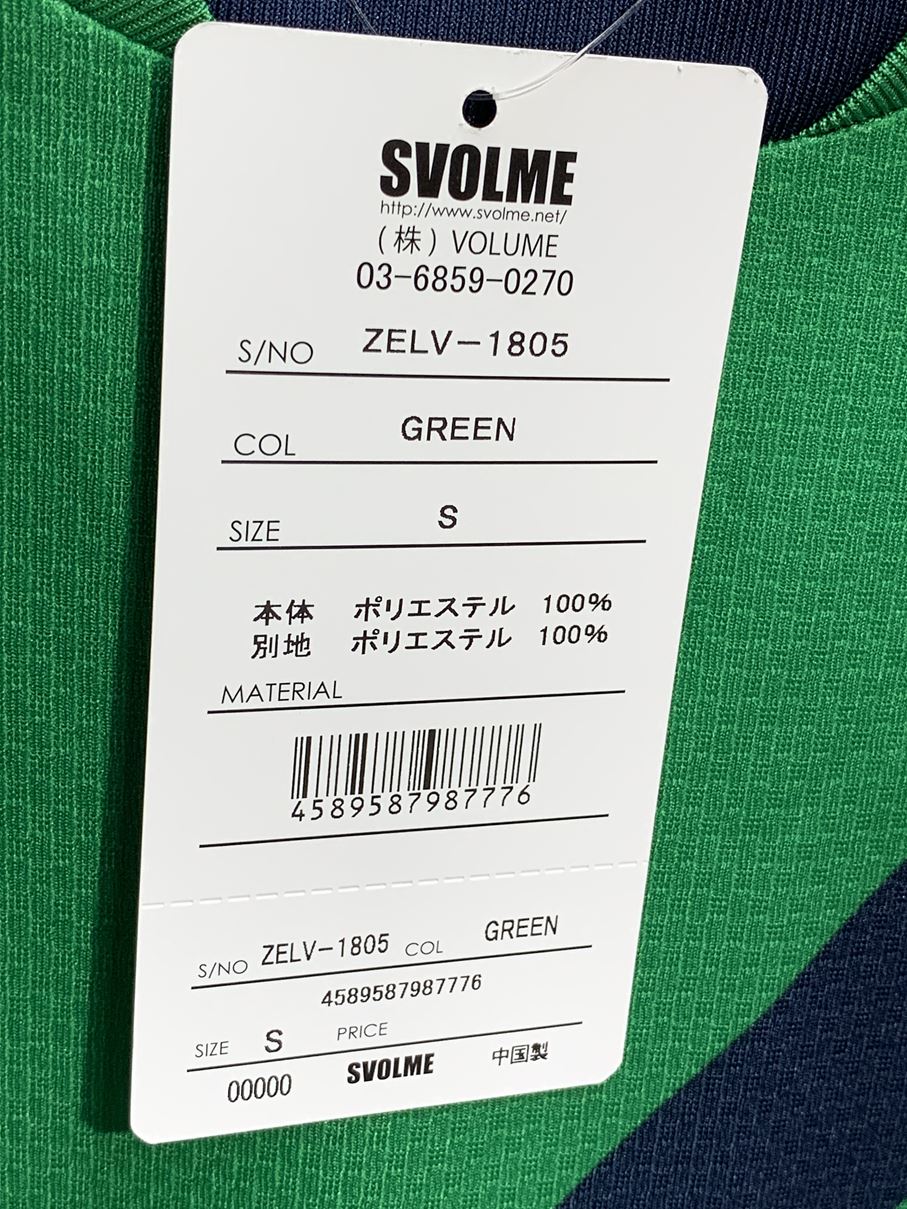 SVOLME
http://www.svolme.net/
(株) VOLUME
03-6859-0270
S/NO ZELV-1805
COL GREEN
SIZE S
本体 ポリエステル 100%
別地 ポリエステル 100%
MATERIAL
4589587987776
S/NO ZELV-1805 COL GREEN
4589587987776
SIZE S PRICE
00000 SVOLME 中国製